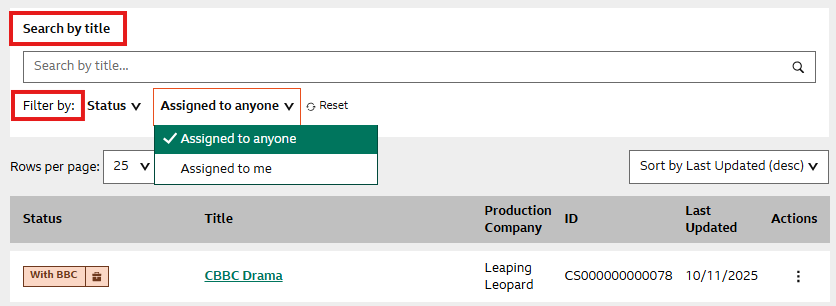 Search by title
Search by title...
Filter by: Status Assigned to anyone Reset
Assigned to anyone
Assigned to me
Rows per page: 25 Sort by Last Updated (desc)
Status Title Production Company ID Last Updated Actions
With BBC CBBC Drama Leaping Leopard CS000000000078 10/11/2025